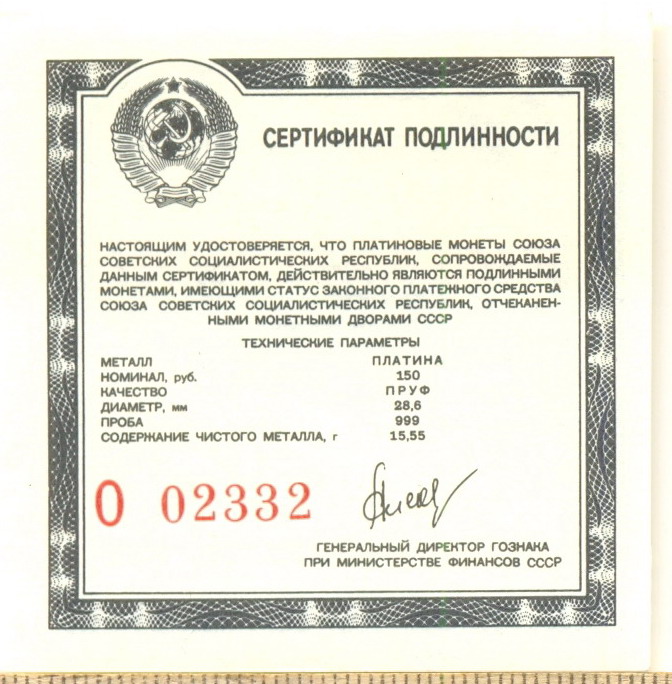 СЕРТИФИКАТ ПОДЛИННОСТИ
НАСТОЯЩИМ УДОСТОВЕРЯЕТСЯ, ЧТО ПЛАТИНОВЫЕ МОНЕТЫ СОЮЗА
СОВЕТСКИХ СОЦИАЛИСТИЧЕСКИХ РЕСПУБЛИК, СОПРОВОЖДАЕМЫЕ
ДАННЫМ СЕРТИФИКАТОМ, ДЕЙСТВИТЕЛЬНО ЯВЛЯЮТСЯ ПОДЛИННЫМИ
МОНЕТАМИ, ИМЕЮЩИМИ СТАТУС ЗАКОННОГО ПЛАТЕЖНОГО СРЕДСТВА
СОЮЗА СОВЕТСКИХ СОЦИАЛИСТИЧЕСКИХ РЕСПУБЛИК, ОТЧЕКАНЕН-
НЫМИ МОНЕТНЫМИ ДВОРАМИ СССР
ТЕХНИЧЕСКИЕ ПАРАМЕТРЫ
МЕТАЛЛ ПЛАТИНА
НОМИНАЛ, руб. 150
КАЧЕСТВО ПРУФ
ДИАМЕТР, мм 28,6
ПРОБА 999
СОДЕРЖАНИЕ ЧИСТОГО МЕТАЛЛА, г 15,55
О 02332
ГЕНЕРАЛЬНЫЙ ДИРЕКТОР ГОЗНАКА
ПРИ МИНИСТЕРСТВЕ ФИНАНСОВ СССР